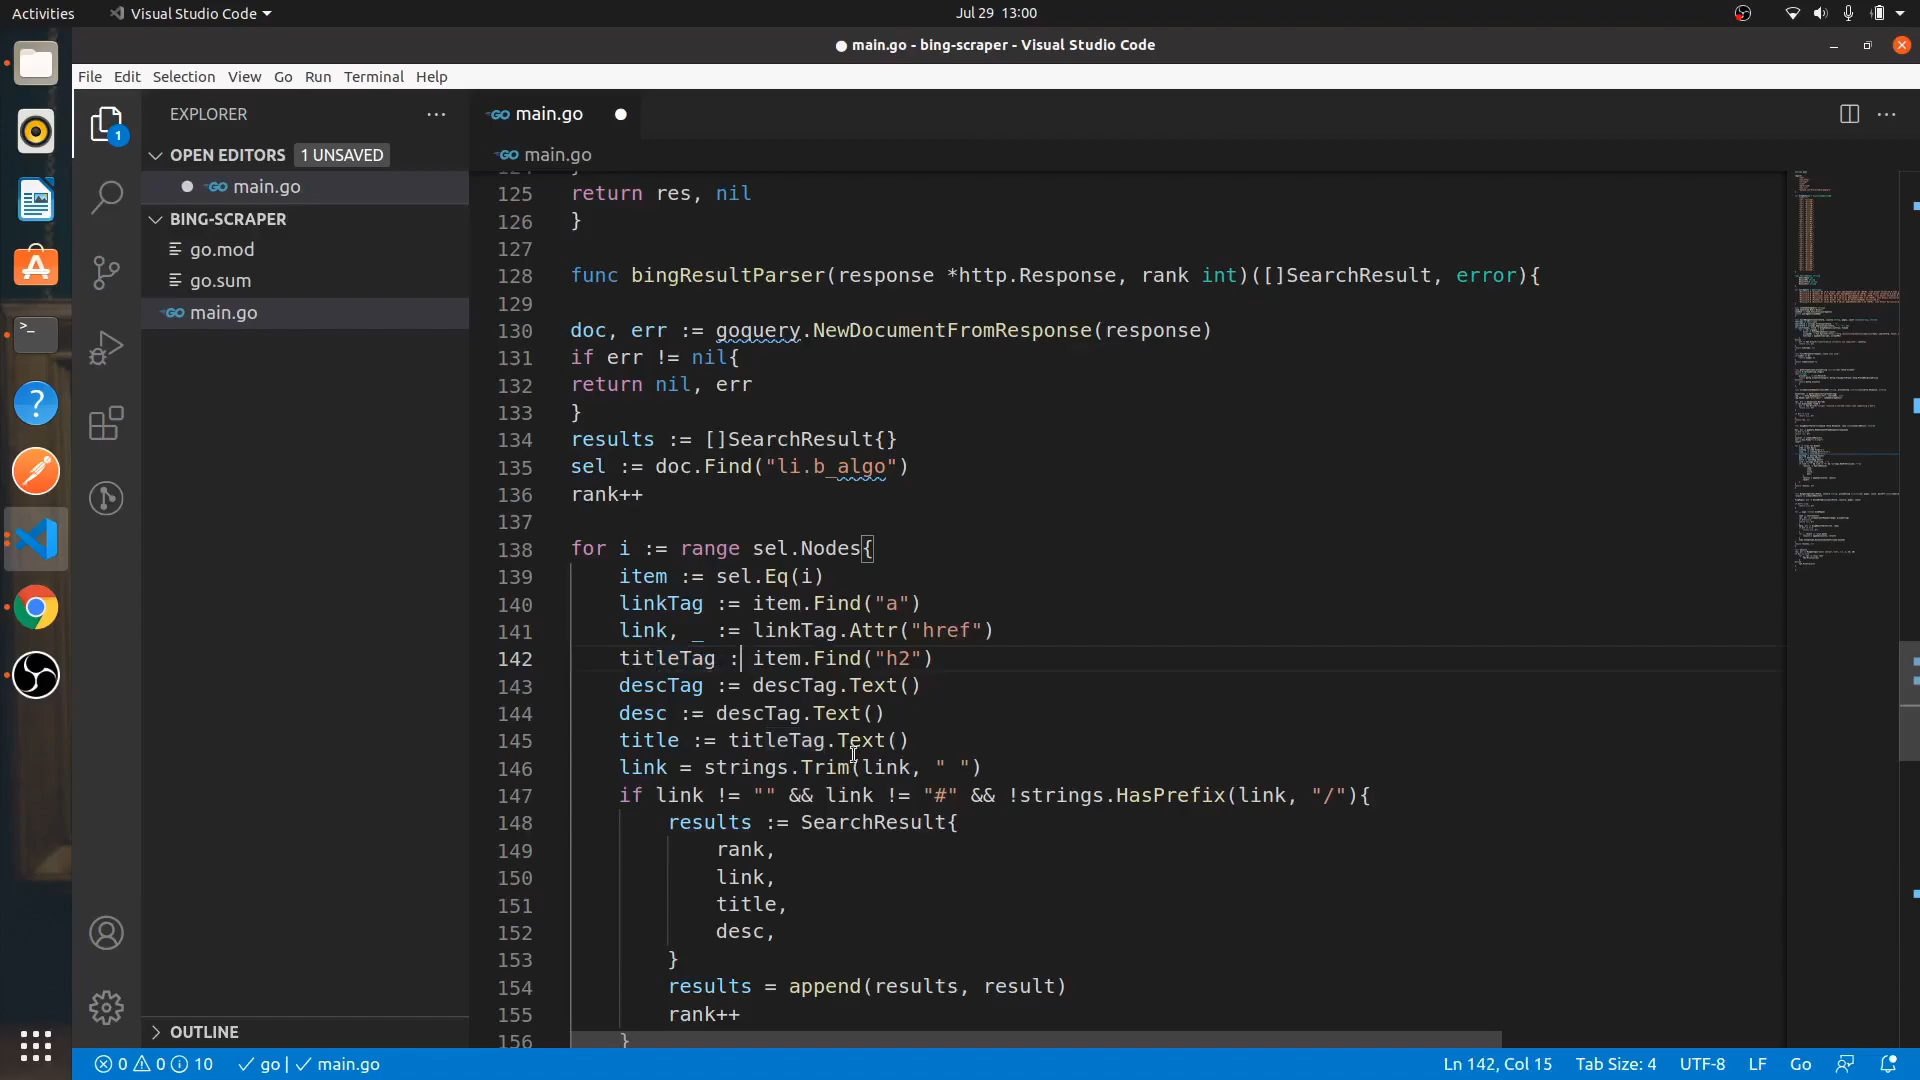 Activities
Visual Studio Code
Jul 29 13:00
● main.go - bing-scraper - Visual Studio Code
File Edit Selection View Go Run Terminal Help
EXPLORER
OPEN EDITORS 1 UNSAVED
● GO main.go
BING-SCRAPER
go.mod
go.sum
GO main.go
OUTLINE
1
GO main.go ●
GO main.go
125 return res, nil
126 }
127
128 func bingResultParser(response *http.Response, rank int)([]SearchResult, error){
129
130 doc, err := goquery.NewDocumentFromResponse(response)
131 if err != nil{
132 return nil, err
133 }
134 results := []SearchResult{}
135 sel := doc.Find("li.b_algo")
136 rank++
137
138 for i := range sel.Nodes{
139 item := sel.Eq(i)
140 linkTag := item.Find("a")
141 link, _ := linkTag.Attr("href")
142 titleTag : item.Find("h2")
143 descTag := descTag.Text()
144 desc := descTag.Text()
145 title := titleTag.Text()
146 link = strings.Trim(link, " ")
147 if link != "" && link != "#" && !strings.HasPrefix(link, "/"){
148 results := SearchResult{
149 rank,
150 link,
151 title,
152 desc,
153 }
154 results = append(results, result)
155 rank++
156 }
0 0 10 go | main.go
Ln 142, Col 15 Tab Size: 4 UTF-8 LF Go